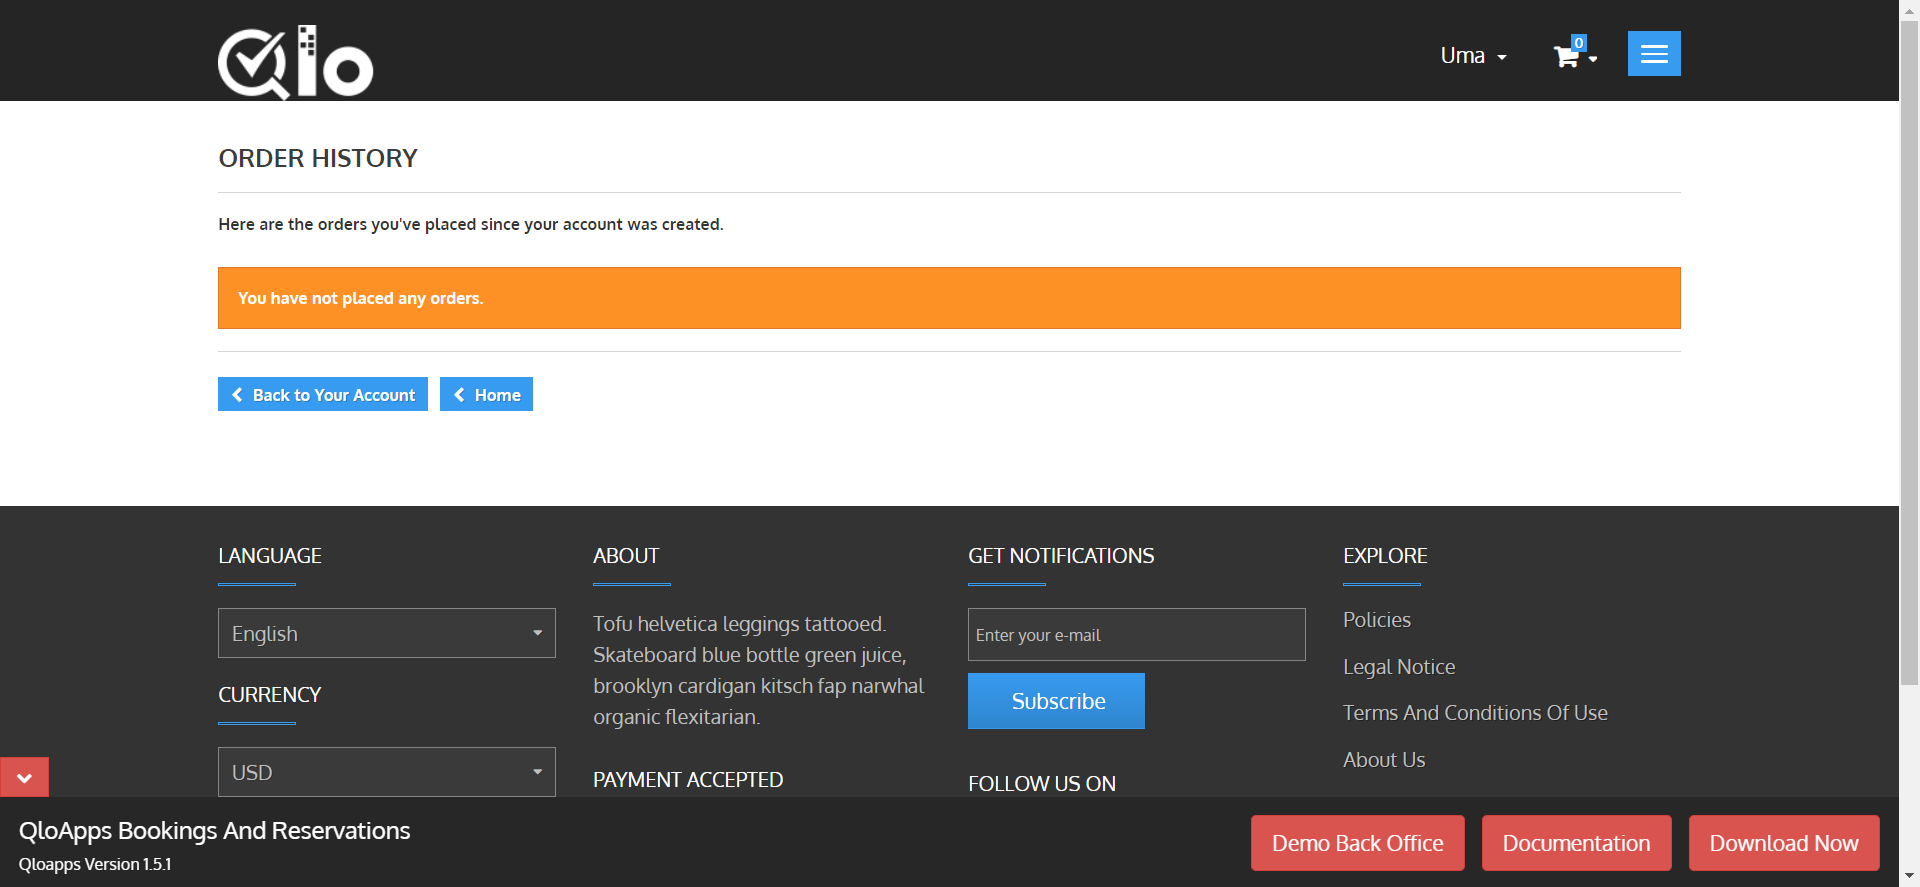 Qlo
Uma
0
ORDER HISTORY
Here are the orders you've placed since your account was created.
You have not placed any orders.
Back to Your Account
Home
LANGUAGE
English
CURRENCY
USD
ABOUT
Tofu helvetica leggings tattooed.
Skateboard blue bottle green juice,
brooklyn cardigan kitsch fap narwhal
organic flexitarian.
PAYMENT ACCEPTED
GET NOTIFICATIONS
Enter your e-mail
Subscribe
FOLLOW US ON
EXPLORE
Policies
Legal Notice
Terms And Conditions Of Use
About Us
QloApps Bookings And Reservations
Qloapps Version 1.5.1
Demo Back Office
Documentation
Download Now